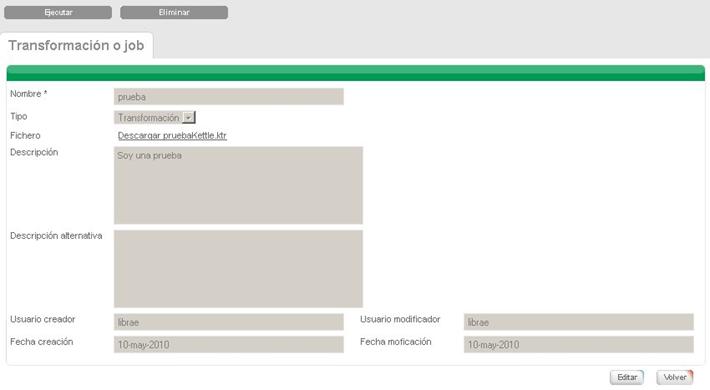 Ejecutar Eliminar
Transformación o job
Nombre * prueba
Tipo Transformación
Fichero Descargar pruebaKettle.ktr
Descripción Soy una prueba
Descripción alternativa
Usuario creador librae Usuario modificador librae
Fecha creación 10-may-2010 Fecha moficación 10-may-2010
Editar Volver